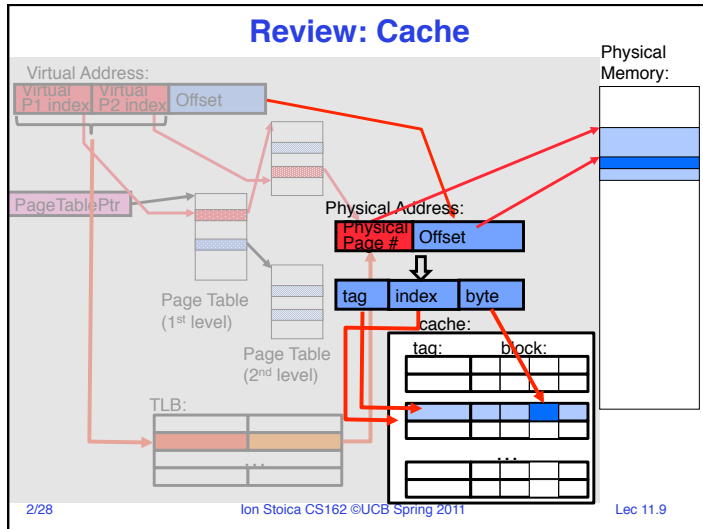 Review: Cache
Physical
Memory:
Virtual Address:
Virtual
P1 index
Virtual
P2 index
Offset
PageTablePtr
Physical Address:
Physical
Page #
Offset
tag
index
byte
Page Table
(1st level)
Page Table
(2nd level)
cache:
tag:
block:
TLB:
…
…
2/28
Ion Stoica CS162 ©UCB Spring 2011
Lec 11.9